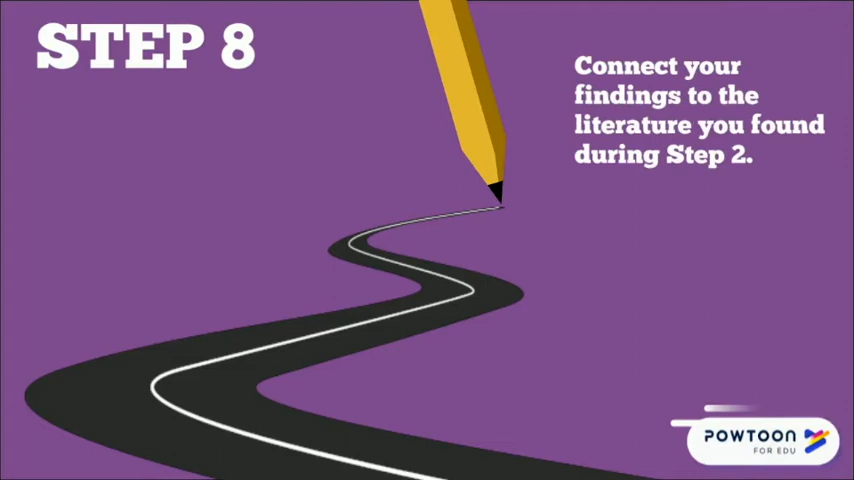 STEP 8
Connect your
findings to the
literature you found
during Step 2.
POWTOON
FOR EDU